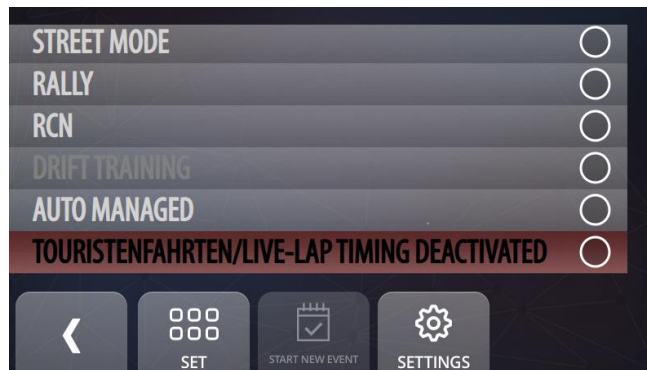 STREET MODE
RALLY
RCN
DRIFT TRAINING
AUTO MANAGED
TOURISTENFAHRTEN/LIVE-LAP TIMING DEACTIVATED
SET
START NEW EVENT
SETTINGS